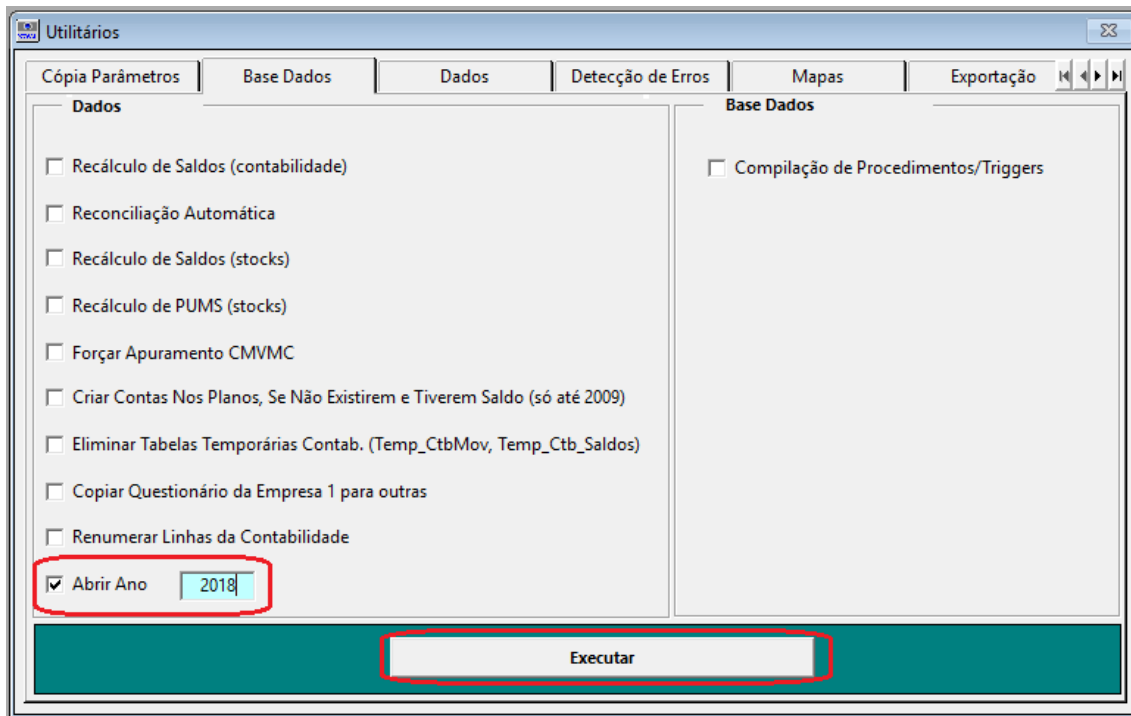 Utilitários
Cópia Parâmetros Base Dados Dados Detecção de Erros Mapas Exportação
Dados
Recálculo de Saldos (contabilidade)
Reconciliação Automática
Recálculo de Saldos (stocks)
Recálculo de PUMS (stocks)
Forçar Apuramento CMVMC
Criar Contas Nos Planos, Se Não Existirem e Tiverem Saldo (só até 2009)
Eliminar Tabelas Temporárias Contab. (Temp_CtbMov, Temp_Ctb_Saldos)
Copiar Questionário da Empresa 1 para outras
Renumerar Linhas da Contabilidade
Abrir Ano 2018
Base Dados
Compilação de Procedimentos/Triggers
Executar